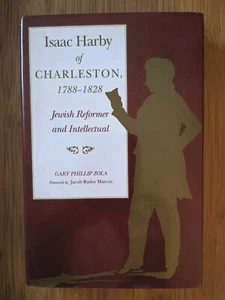 Isaac Harby
of
CHARLESTON,
1788–1828
Jewish Reformer
and Intellectual
GARY PHILLIP ZOLA
Foreword by Jacob Rader Marcus